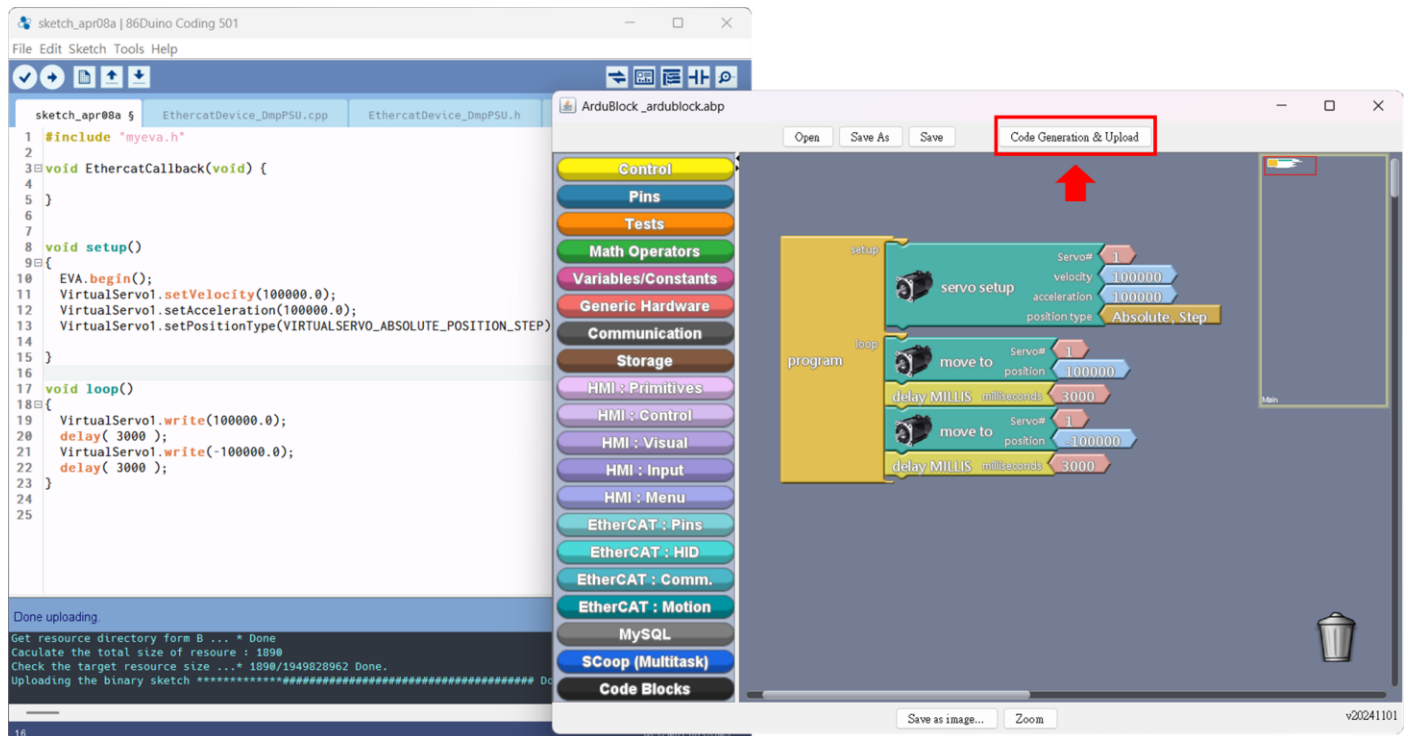 sketch_apr08a | 86Duino Coding 501
File Edit Sketch Tools Help
sketch_apr08a § EthercatDevice_DmpPSU.cpp EthercatDevice_DmpPSU.h
1 #include "myeva.h"
2
3 void EthercatCallback(void) {
4
5 }
6
7
8 void setup()
9 {
10 EVA.begin();
11 VirtualServo1.setVelocity(100000.0);
12 VirtualServo1.setAcceleration(100000.0);
13 VirtualServo1.setPositionType(VIRTUALSERVO_ABSOLUTE_POSITION_STEP)
14
15 }
16
17 void loop()
18 {
19 VirtualServo1.write(100000.0);
20 delay( 3000 );
21 VirtualServo1.write(-100000.0);
22 delay( 3000 );
23 }
24
25
Done uploading.
Get resource directory form B ... * Done
Caculate the total size of resoure : 1890
Check the target resource size ...* 1890/1949828962 Done.
Uploading the binary sketch *************######################################
16
ArduBlock _ardublock.abp
Open Save As Save Code Generation & Upload
Control
Pins
Tests
Math Operators
Variables/Constants
Generic Hardware
Communication
Storage
HMI : Primitives
HMI : Control
HMI : Visual
HMI : Input
HMI : Menu
EtherCAT : Pins
EtherCAT : HID
EtherCAT : Comm.
EtherCAT : Motion
MySQL
SCoop (Multitask)
Code Blocks
program
setup
servo setup
Servo# 1
velocity 100000
acceleration 100000
position type Absolute, Step
loop
move to
Servo# 1
position 100000
delay MILLIS milliseconds 3000
move to
Servo# 1
position -100000
delay MILLIS milliseconds 3000
Main
Save as image... Zoom
v20241101